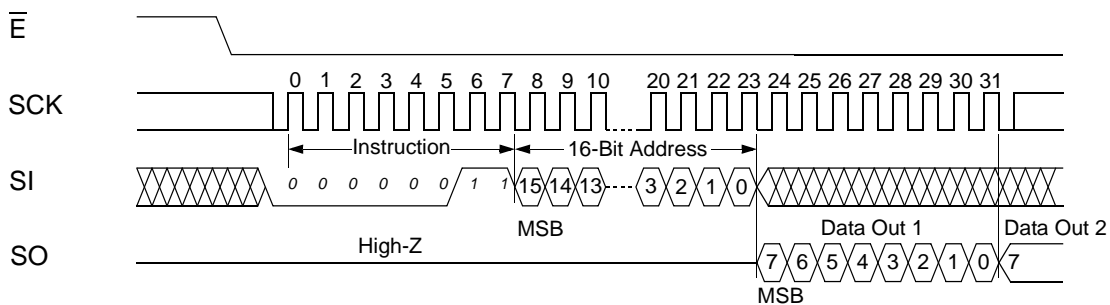 E
0 1 2 3 4 5 6 7 8 9 10 20 21 22 23 24 25 26 27 28 29 30 31
SCK
Instruction 16-Bit Address
SI 0 0 0 0 0 0 1 1 15 14 13 3 2 1 0
MSB Data Out 1 Data Out 2
High-Z
SO 7 6 5 4 3 2 1 0 7
MSB